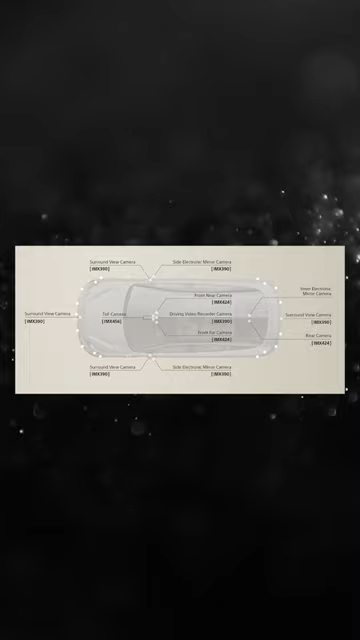 Surround View Camera
[IMX390]
Side Electronic Mirror Camera
[IMX390]
Front Near Camera
[IMX424]
Inner Electronic
Mirror Camera
Surround View Camera
[IMX390]
ToF Camera
[IMX456]
Driving Video Recorder Camera
[IMX390]
Surround View Camera
[IMX390]
Front Far Camera
[IMX424]
Rear Camera
[IMX424]
Surround View Camera
[IMX390]
Side Electronic Mirror Camera
[IMX390]